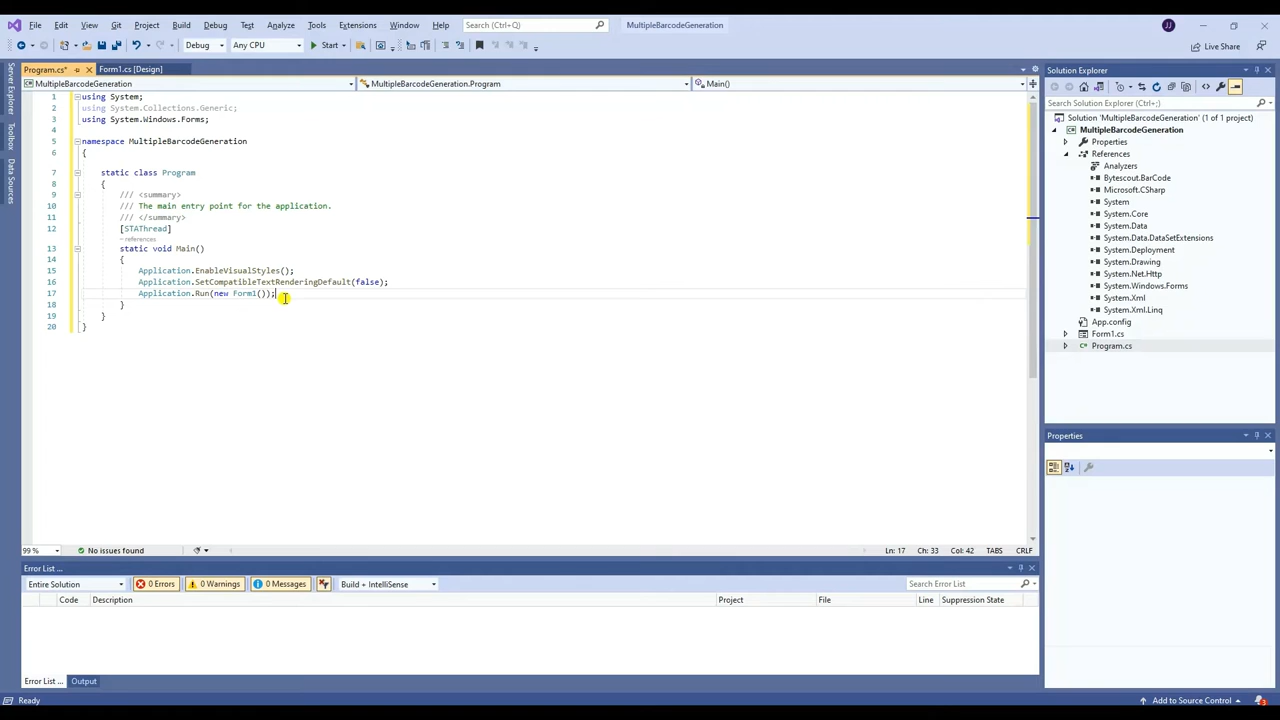 File Edit View Git Project Build Debug Test Analyze Tools Extensions Window Help Search (Ctrl+Q) MultipleBarcodeGeneration JJ
Debug Any CPU Start Live Share
Server Explorer
Toolbox
Data Sources
Program.cs* Form1.cs [Design]
MultipleBarcodeGeneration MultipleBarcodeGeneration.Program Main()
1 using System;
2 using System.Collections.Generic;
3 using System.Windows.Forms;
4
5 namespace MultipleBarcodeGeneration
6 {
7 static class Program
8 {
9 /// <summary>
10 /// The main entry point for the application.
11 /// </summary>
12 [STAThread]
references
13 static void Main()
14 {
15 Application.EnableVisualStyles();
16 Application.SetCompatibleTextRenderingDefault(false);
17 Application.Run(new Form1());
18 }
19 }
20 }
99 % No issues found Ln: 17 Ch: 33 Col: 42 TABS CRLF
Error List ...
Entire Solution 0 Errors 0 Warnings 0 Messages Build + IntelliSense Search Error List
Code Description Project File Line Suppression State
Error List ... Output
Solution Explorer
Search Solution Explorer (Ctrl+;)
Solution 'MultipleBarcodeGeneration' (1 of 1 project)
MultipleBarcodeGeneration
Properties
References
Analyzers
Bytescout.BarCode
Microsoft.CSharp
System
System.Core
System.Data
System.Data.DataSetExtensions
System.Deployment
System.Drawing
System.Net.Http
System.Windows.Forms
System.Xml
System.Xml.Linq
App.config
Form1.cs
Program.cs
Properties
Ready Add to Source Control